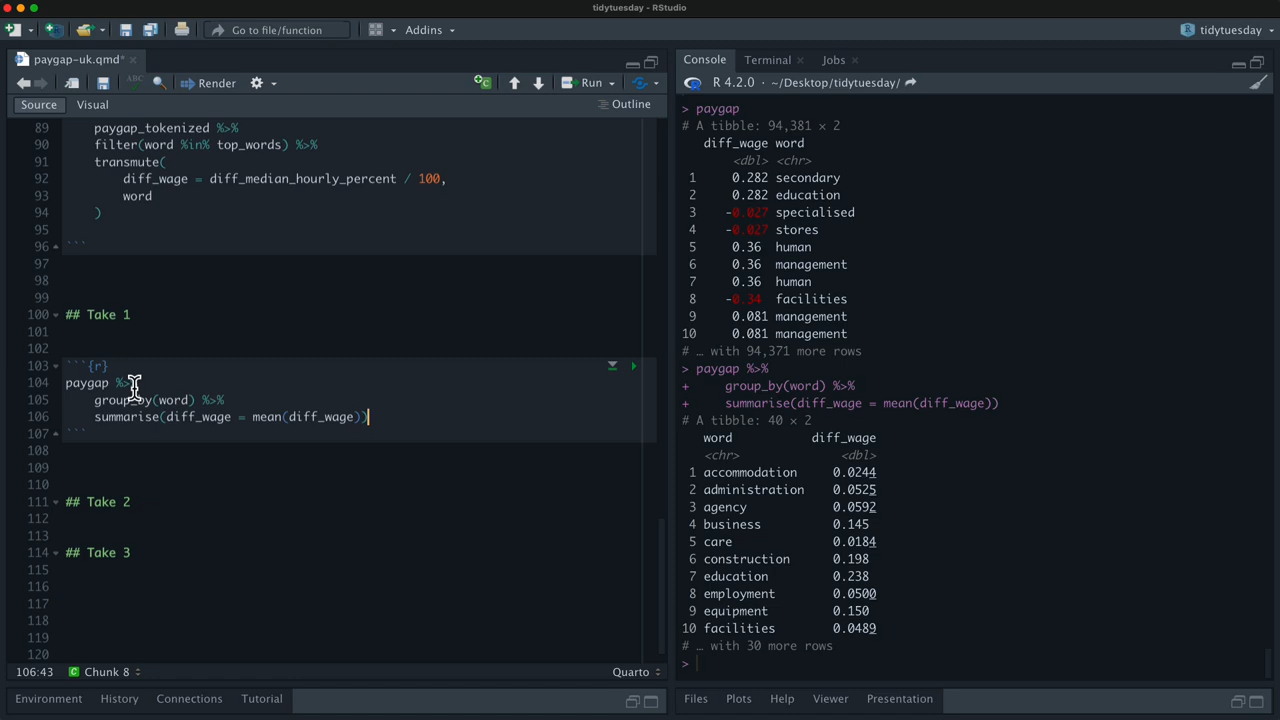 tidytuesday - RStudio
Go to file/function
Addins
tidytuesday
paygap-uk.qmd*
ABC
Render
Run
Source
Visual
Outline
89 paygap_tokenized %>%
90 filter(word %in% top_words) %>%
91 transmute(
92 diff_wage = diff_median_hourly_percent / 100,
93 word
94 )
95
96 ```
97
98
99
100 ## Take 1
101
102
103 ```{r}
104 paygap %>
105 group_by(word) %>%
106 summarise(diff_wage = mean(diff_wage))
107 ```
108
109
110
111 ## Take 2
112
113
114 ## Take 3
115
116
117
118
119
120
106:43
Chunk 8
Quarto
Environment
History
Connections
Tutorial
Console
Terminal
Jobs
R 4.2.0 · ~/Desktop/tidytuesday/
> paygap
# A tibble: 94,381 × 2
diff_wage word
<dbl> <chr>
1 0.282 secondary
2 0.282 education
3 -0.027 specialised
4 -0.027 stores
5 0.36 human
6 0.36 management
7 0.36 human
8 -0.34 facilities
9 0.081 management
10 0.081 management
# … with 94,371 more rows
> paygap %>%
+ group_by(word) %>%
+ summarise(diff_wage = mean(diff_wage))
# A tibble: 40 × 2
word diff_wage
<chr> <dbl>
1 accommodation 0.0244
2 administration 0.0525
3 agency 0.0592
4 business 0.145
5 care 0.0184
6 construction 0.198
7 education 0.238
8 employment 0.0500
9 equipment 0.150
10 facilities 0.0489
# … with 30 more rows
>
Files
Plots
Help
Viewer
Presentation